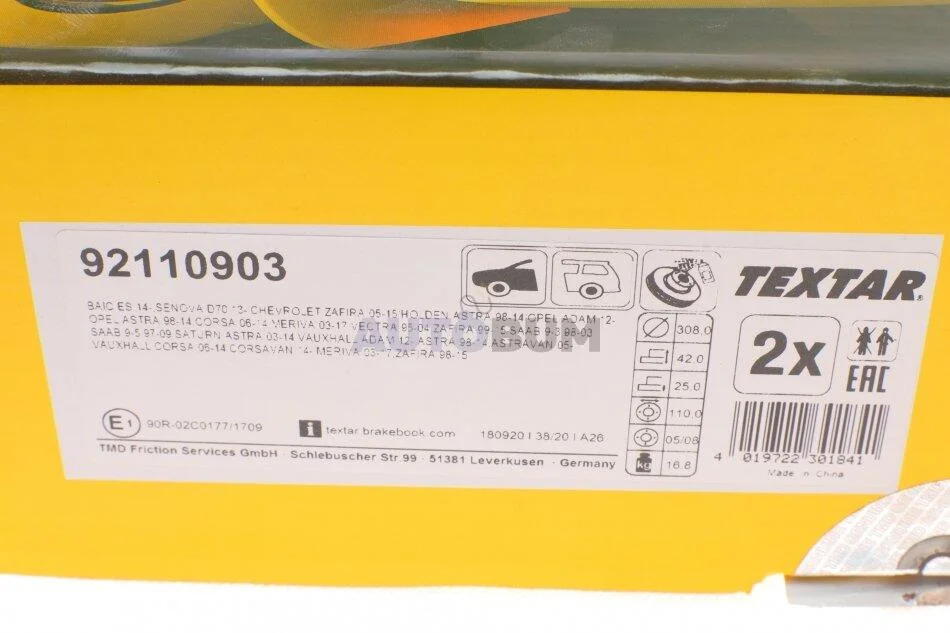 92110903
TEXTAR
BAIC ES 14- SENOVA D70 13- CHEVROLET ZAFIRA 05-15 HOLDEN ASTRA 98-14 OPEL ADAM 12-
OPEL ASTRA 98-14 CORSA 06-14 MERIVA 03-17 VECTRA 95-04 ZAFIRA 99-15 SAAB 9-3 98-03
SAAB 9-5 97-09 SATURN ASTRA 03-14 VAUXHALL ADAM 12- ASTRA 98-14 ASTRAVAN 05-
VAUXHALL CORSA 06-14 CORSAVAN 14- MERIVA 03-17 ZAFIRA 98-15
AUTODUM
308,0
42.0
25.0
110,0
05/08
kg 16.8
2x
EAC
E1 90R-02C0177/1709
i textar.brakebook.com
180920 I 38/20 I A26
TMD Friction Services GmbH · Schlebuscher Str.99 · 51381 Leverkusen · Germany
4 019722 301841
Made in China